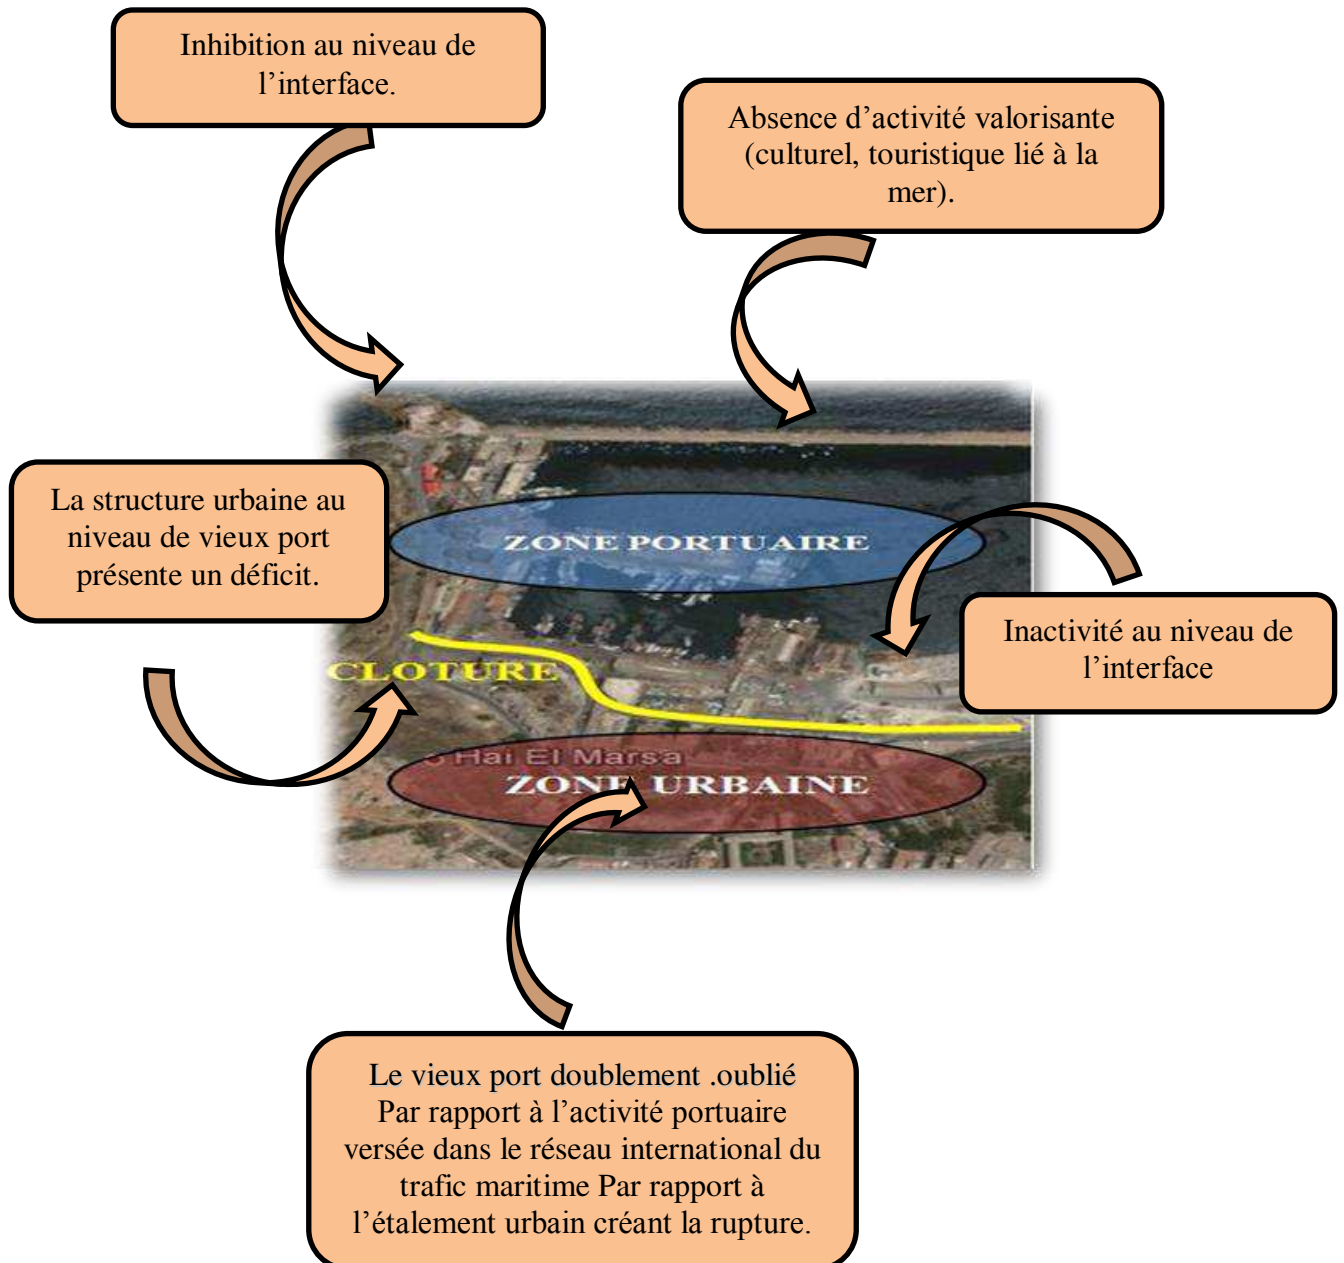 Inhibition au niveau de
l’interface.
Absence d’activité valorisante
(culturel, touristique lié à la
mer).
La structure urbaine au
niveau de vieux port
présente un déficit.
ZONE PORTUAIRE
Inactivité au niveau de
l’interface
CLOTURE
Hai El Marsa
ZONE URBAINE
Le vieux port doublement .oublié
Par rapport à l’activité portuaire
versée dans le réseau international du
trafic maritime Par rapport à
l’étalement urbain créant la rupture.